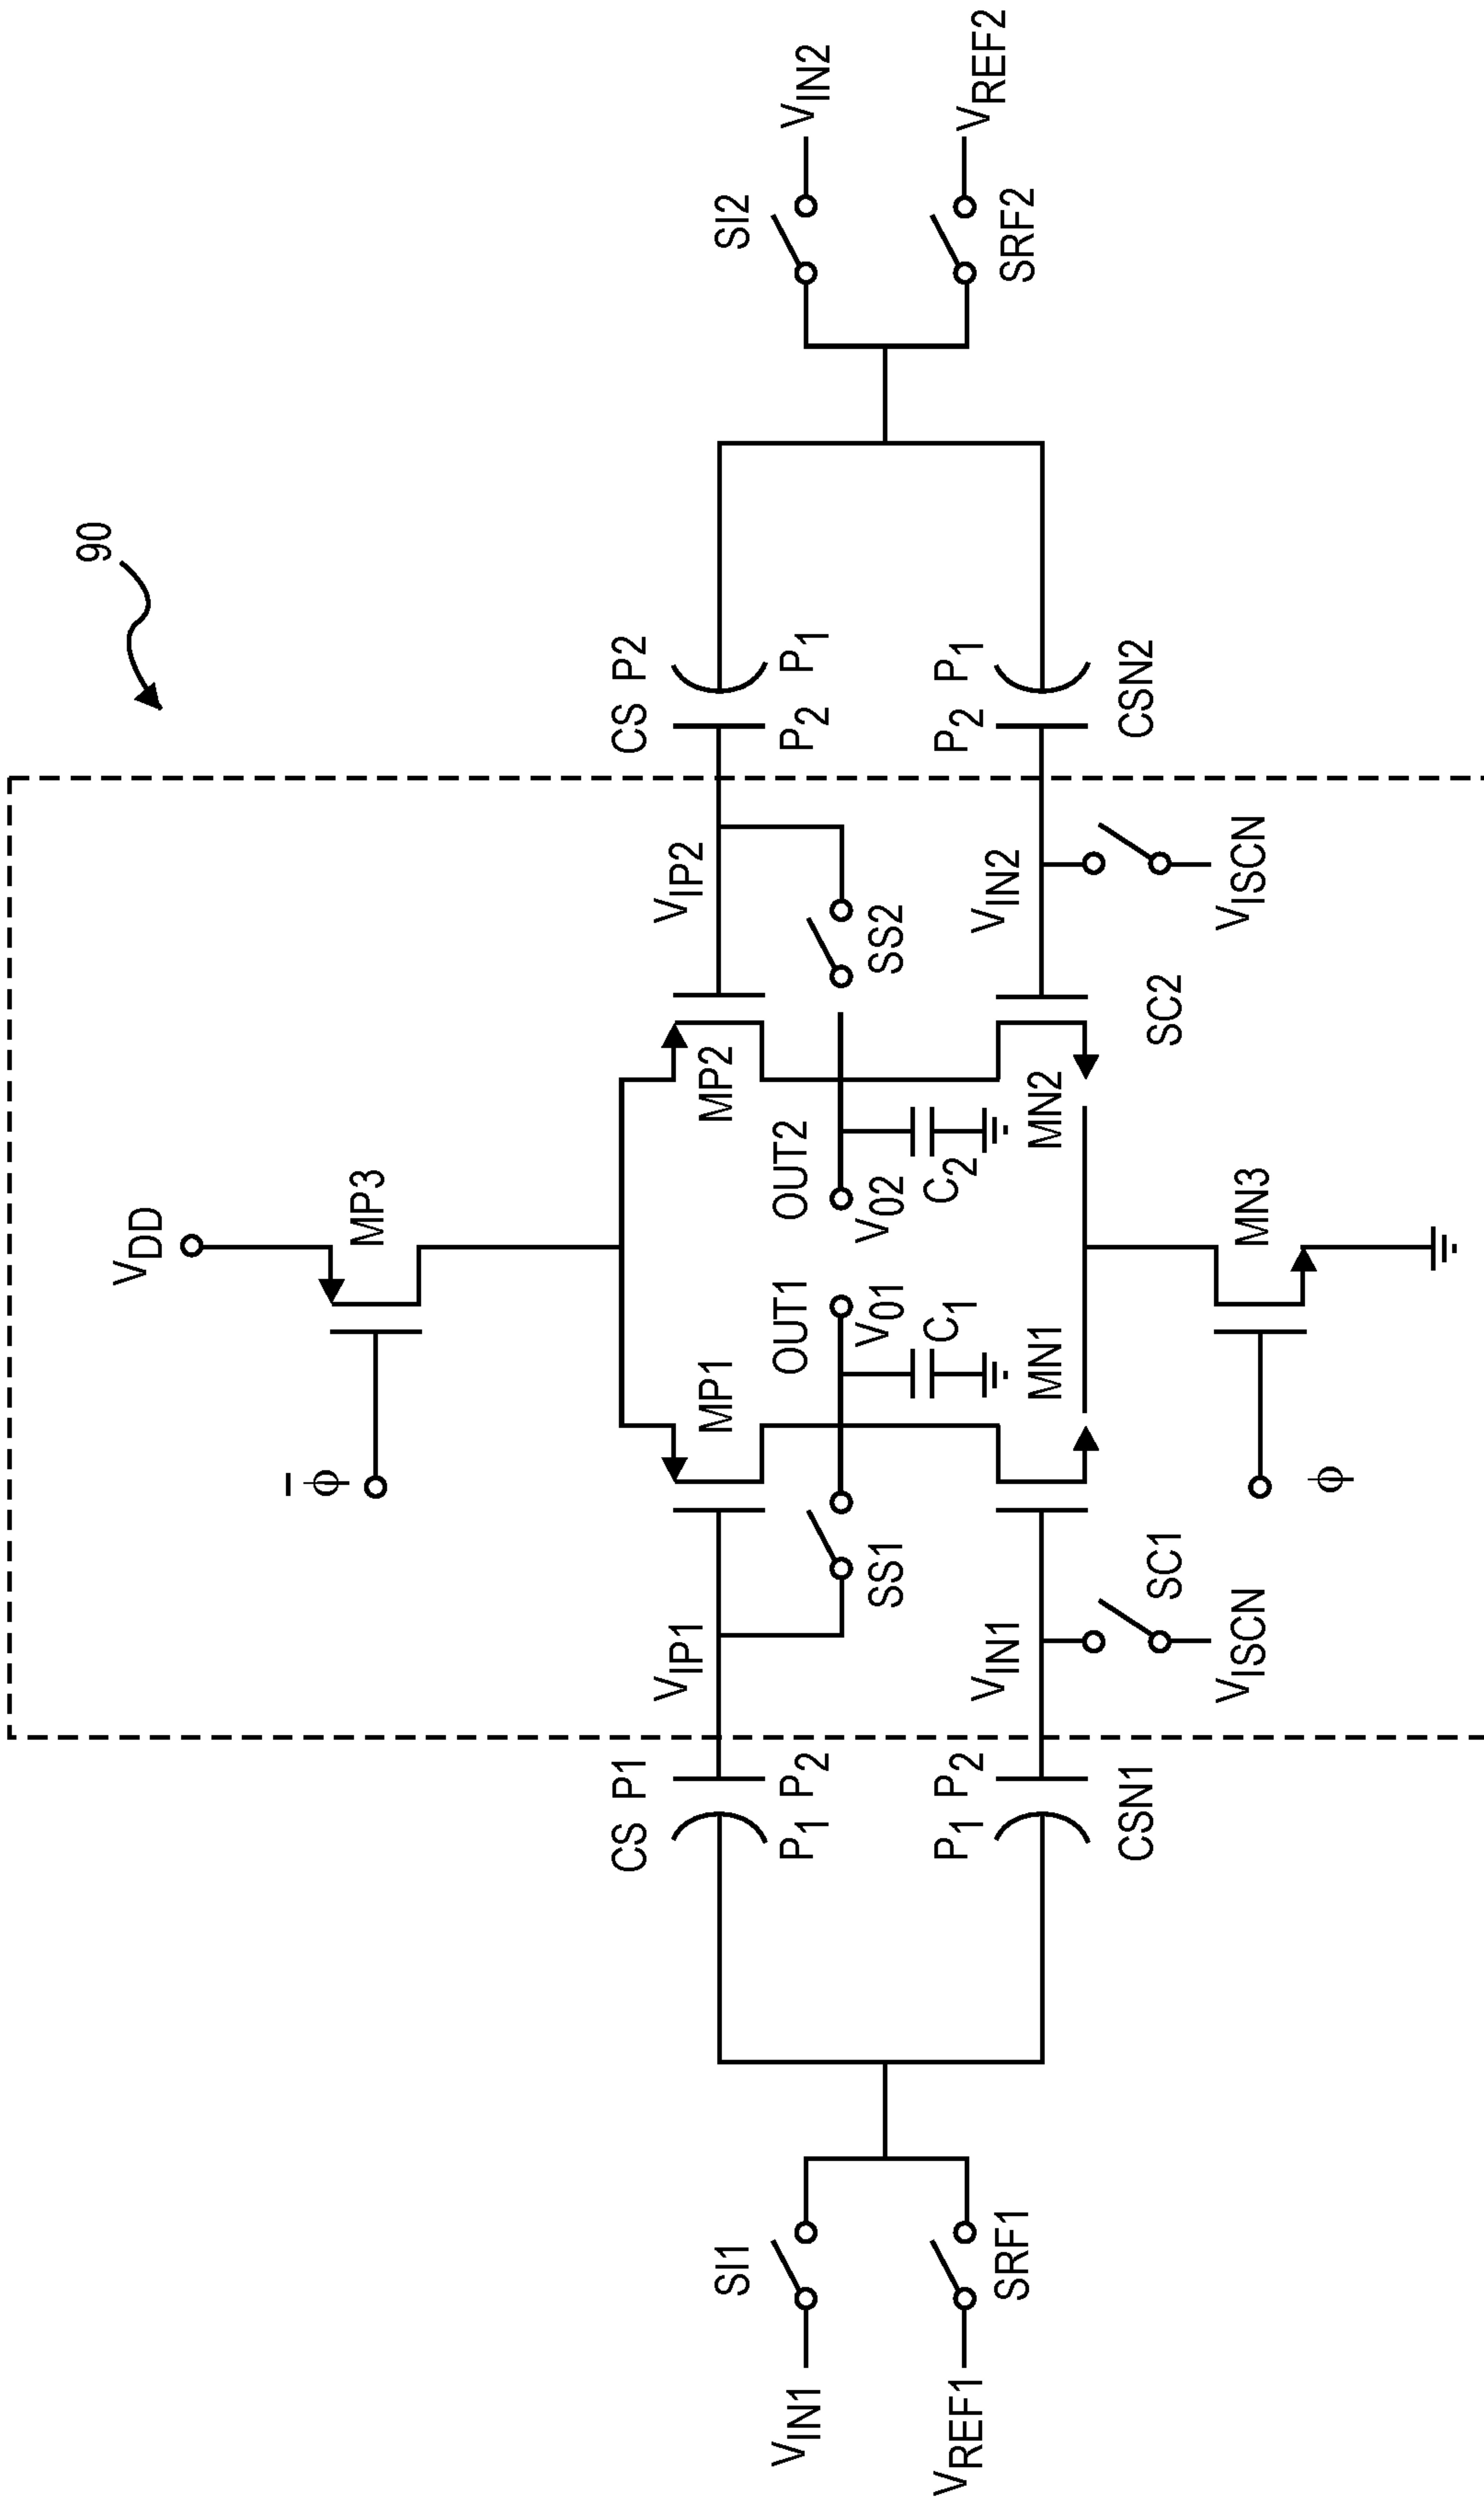 90
VDD
MP3
φ̅
CS P1
CS P2
VIP1
VIP2
MP1
MP2
SI1
SI2
P1 P2
OUT1
OUT2
P2 P1
VIN1
VIN2
SS1
VO1
VO2
SS2
C1
C2
VREF1
SRF1
P1 P2
VIN1
MN1
MN2
VIN2
P2 P1
SRF2
VREF2
CSN1
SC1
SC2
CSN2
VISCN
MN3
VISCN
φ